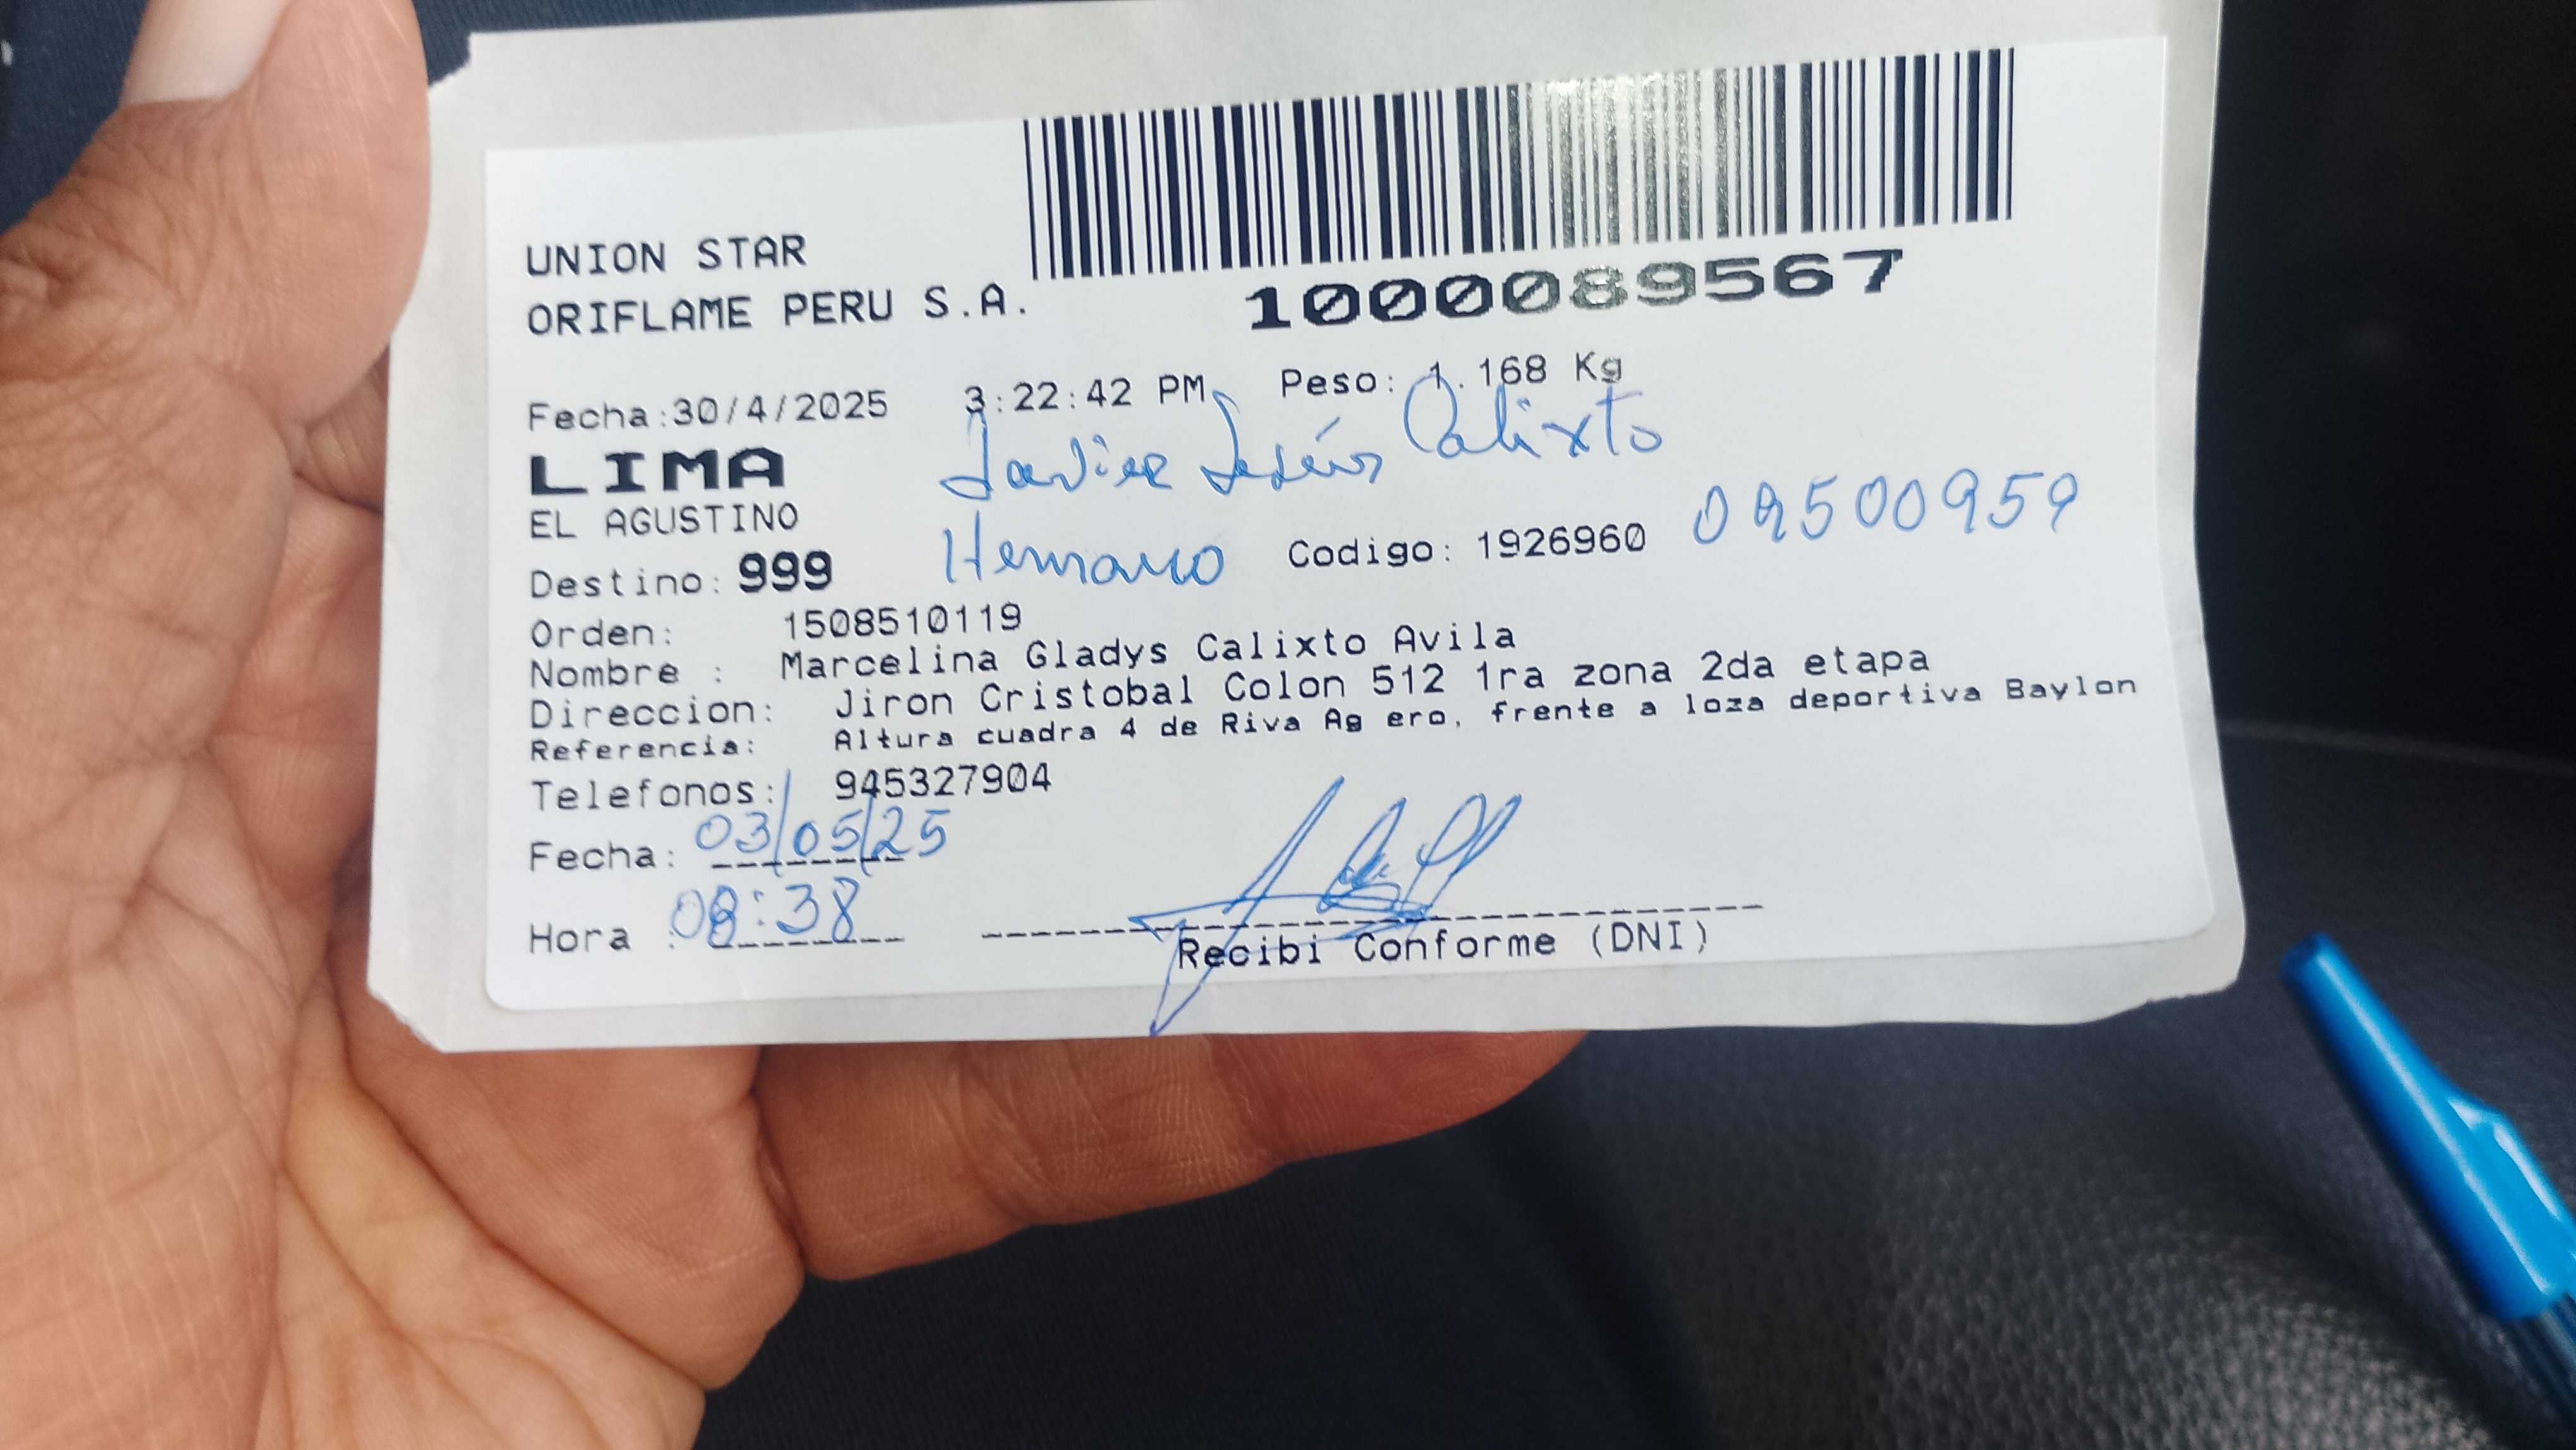 UNION STAR
ORIFLAME PERU S.A.
1000089567
Fecha:30/4/2025 3:22:42 PM Peso: 1.168 Kg
LIMA Javier Jesús Calixto
EL AGUSTINO
Destino: 999 Hermano Codigo: 1926960 09500959
Orden: 1508510119
Nombre : Marcelina Gladys Calixto Avila
Direccion: Jiron Cristobal Colon 512 1ra zona 2da etapa
Referencia: Altura cuadra 4 de Riva Ag ero, frente a loza deportiva Baylon
Telefonos: 945327904
Fecha: 03/05/25
Hora : 08:38
Recibi Conforme (DNI)